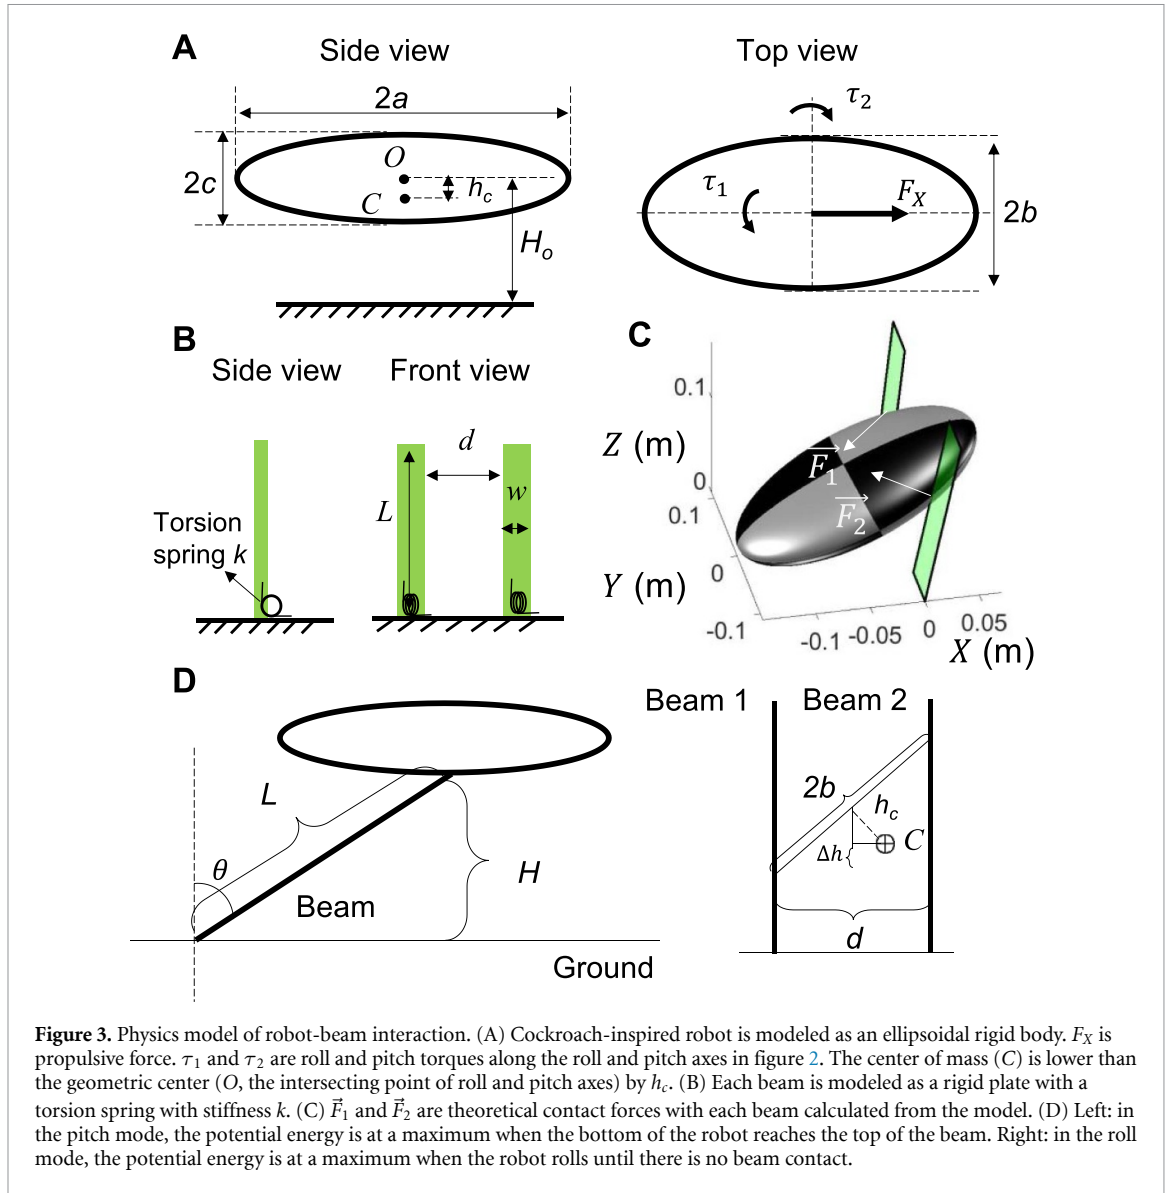 A
Side view
Top view
2a
2c
O
C
h_c
H_o
τ₁
τ₂
F_X
2b
B
Side view
Front view
Torsion
spring k
L
d
w
C
Z (m)
0.1
0
0.1
Y (m)
0
-0.1
-0.1
-0.05
0
0.05
X (m)
F₁
F₂
D
L
θ
H
Beam
Ground
Beam 1
Beam 2
2b
h_c
Δh
C
d
Figure 3. Physics model of robot-beam interaction. (A) Cockroach-inspired robot is modeled as an ellipsoidal rigid body. F_X is
propulsive force. τ₁ and τ₂ are roll and pitch torques along the roll and pitch axes in figure 2. The center of mass (C) is lower than
the geometric center (O, the intersecting point of roll and pitch axes) by h_c. (B) Each beam is modeled as a rigid plate with a
torsion spring with stiffness k. (C) F⃗₁ and F⃗₂ are theoretical contact forces with each beam calculated from the model. (D) Left: in
the pitch mode, the potential energy is at a maximum when the bottom of the robot reaches the top of the beam. Right: in the roll
mode, the potential energy is at a maximum when the robot rolls until there is no beam contact.